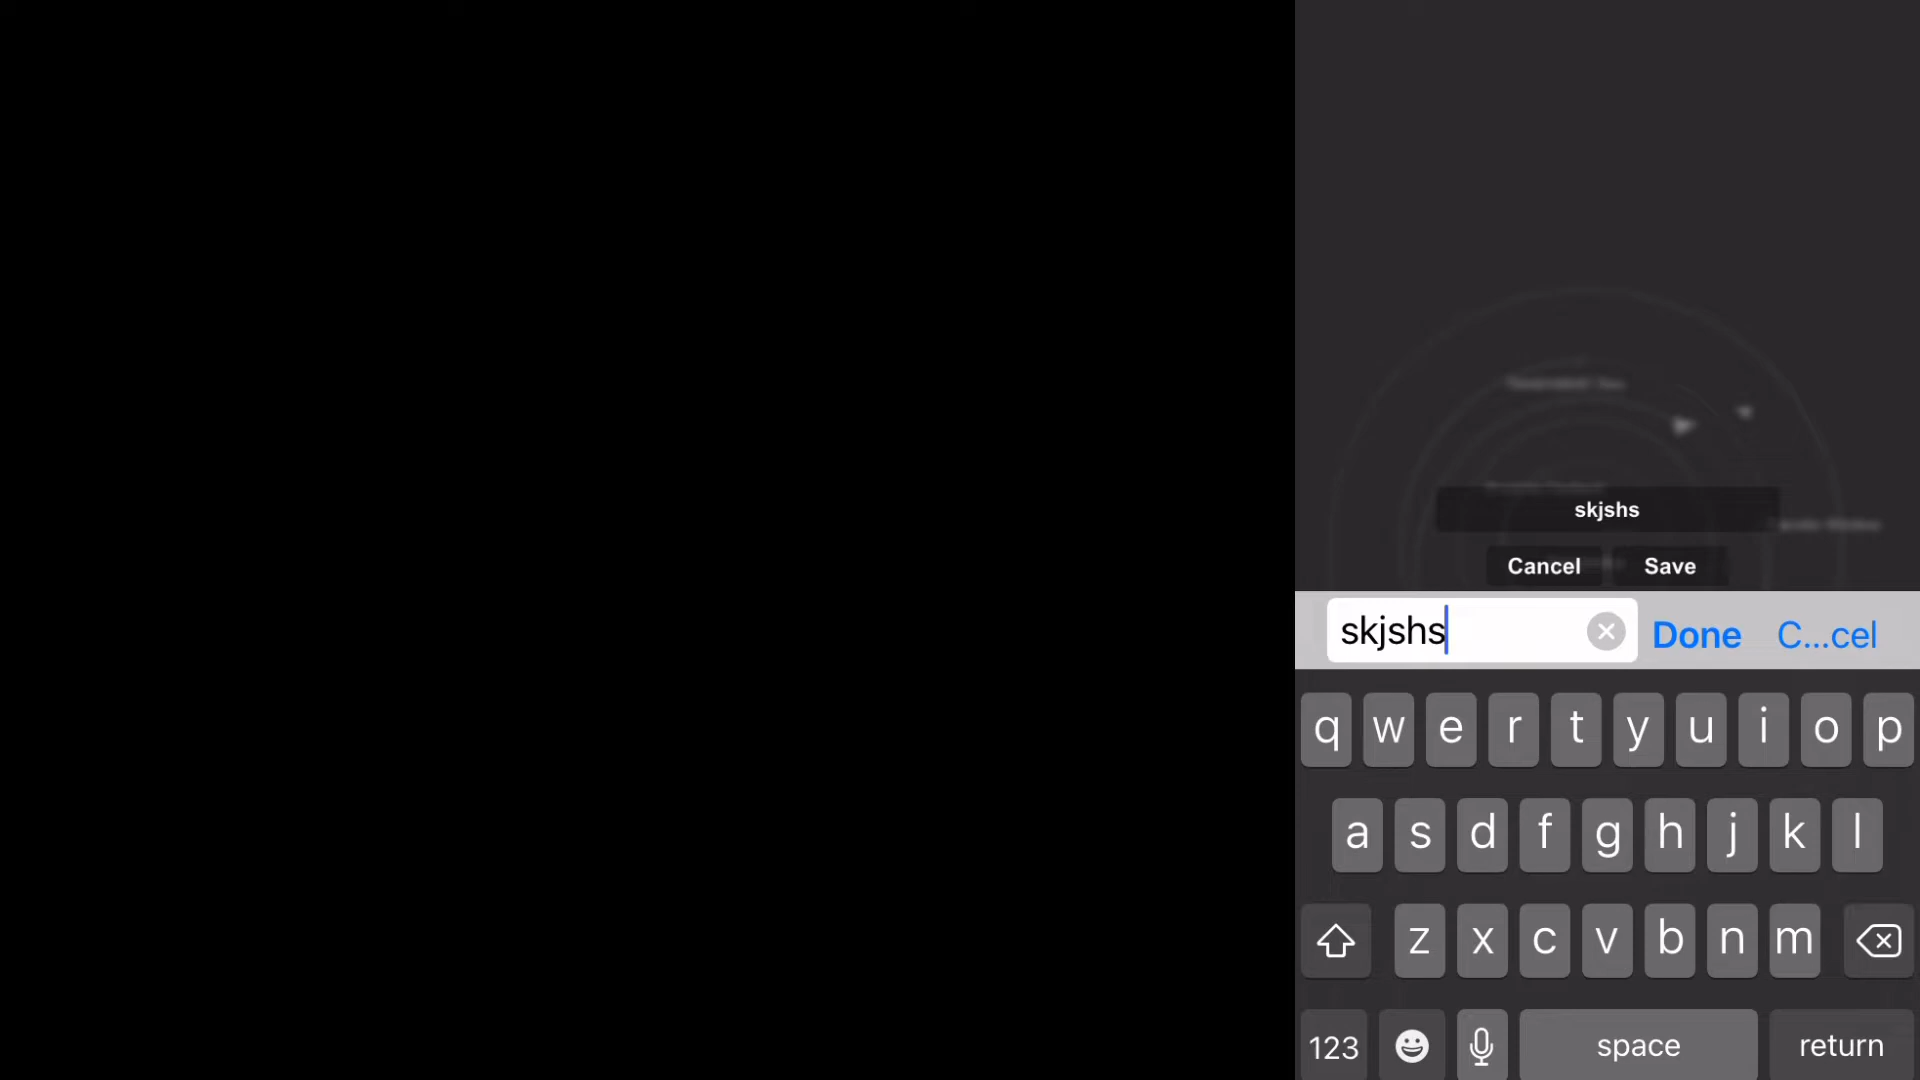 skjshs
Cancel Save
skjshs Done C...cel
q w e r t y u i o p
a s d f g h j k l
z x c v b n m
123 space return